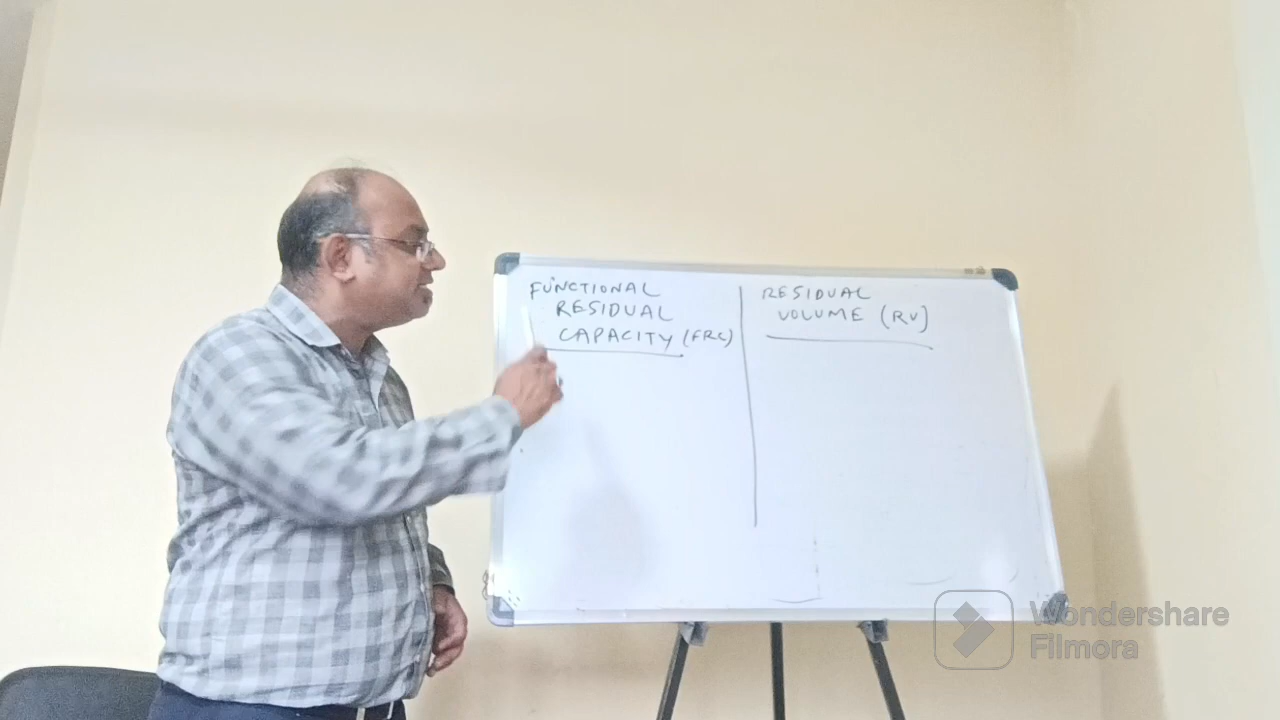 FUNCTIONAL
RESIDUAL
CAPACITY (FRC)
RESIDUAL
VOLUME (RV)
Wondershare
Filmora